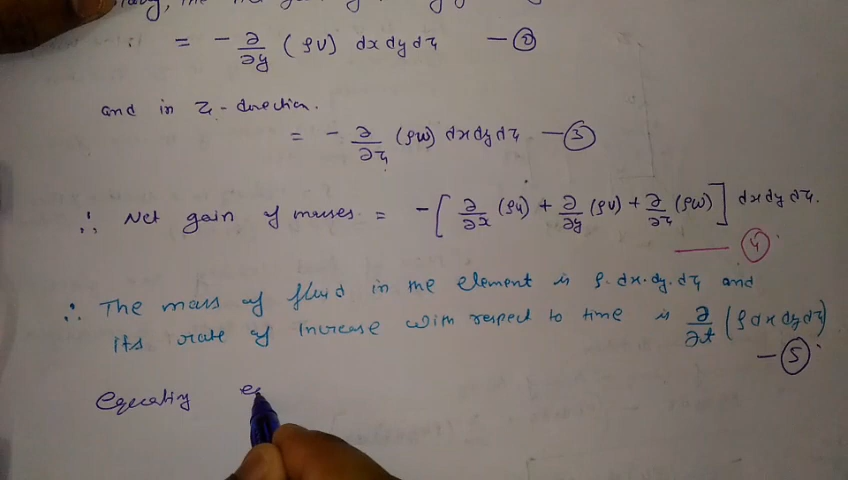 = - ∂/∂y (ρv) dx dy dz — ②
and in z-direction.
= - ∂/∂z (ρw) dx dy dz — ③
∴ Net gain of masses = -[ ∂/∂x (ρu) + ∂/∂y (ρv) + ∂/∂z (ρw) ] dx dy dz.
— ④
∴ The mass of fluid in the element is ρ. dx. dy. dz and
its rate of increase with respect to time is ∂/∂t (ρ dx dy dz)
— ⑤
Equating